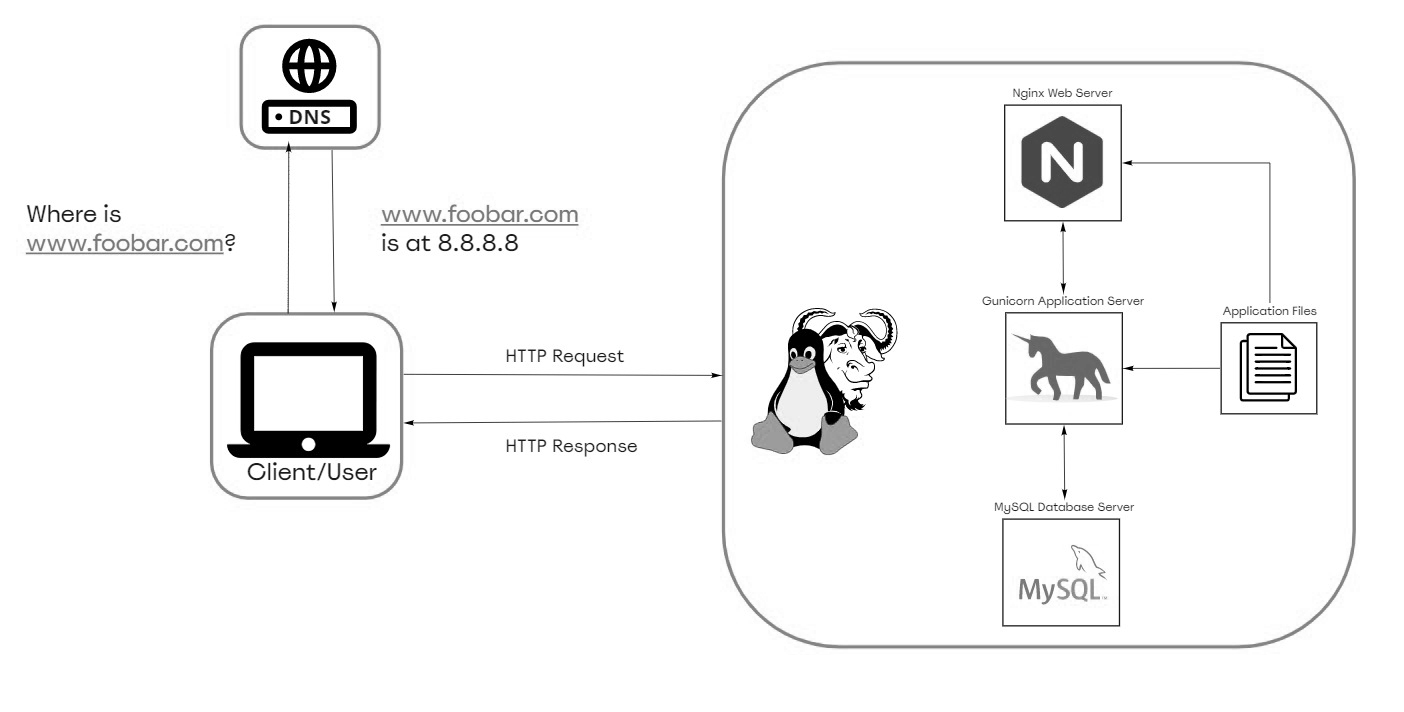 DNS
Where is
www.foobar.com?
www.foobar.com
is at 8.8.8.8
Client/User
HTTP Request
HTTP Response
Nginx Web Server
N
Gunicorn Application Server
Application Files
MySQL Database Server
MySQL™